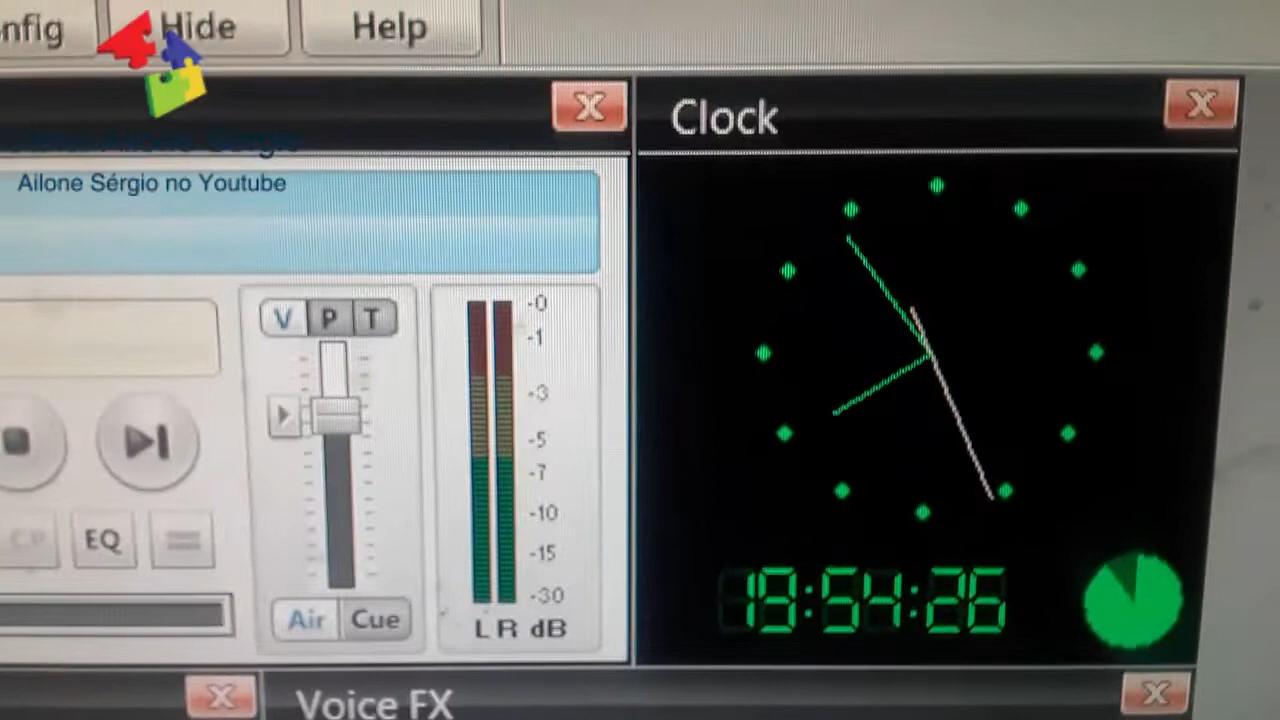 nfig
Hide
Help
Clock
Ailone Sérgio no Youtube
V P T
-0
-1
-3
-5
-7
-10
-15
-30
EQ
Air Cue
L R dB
19:54:26
Voice FX